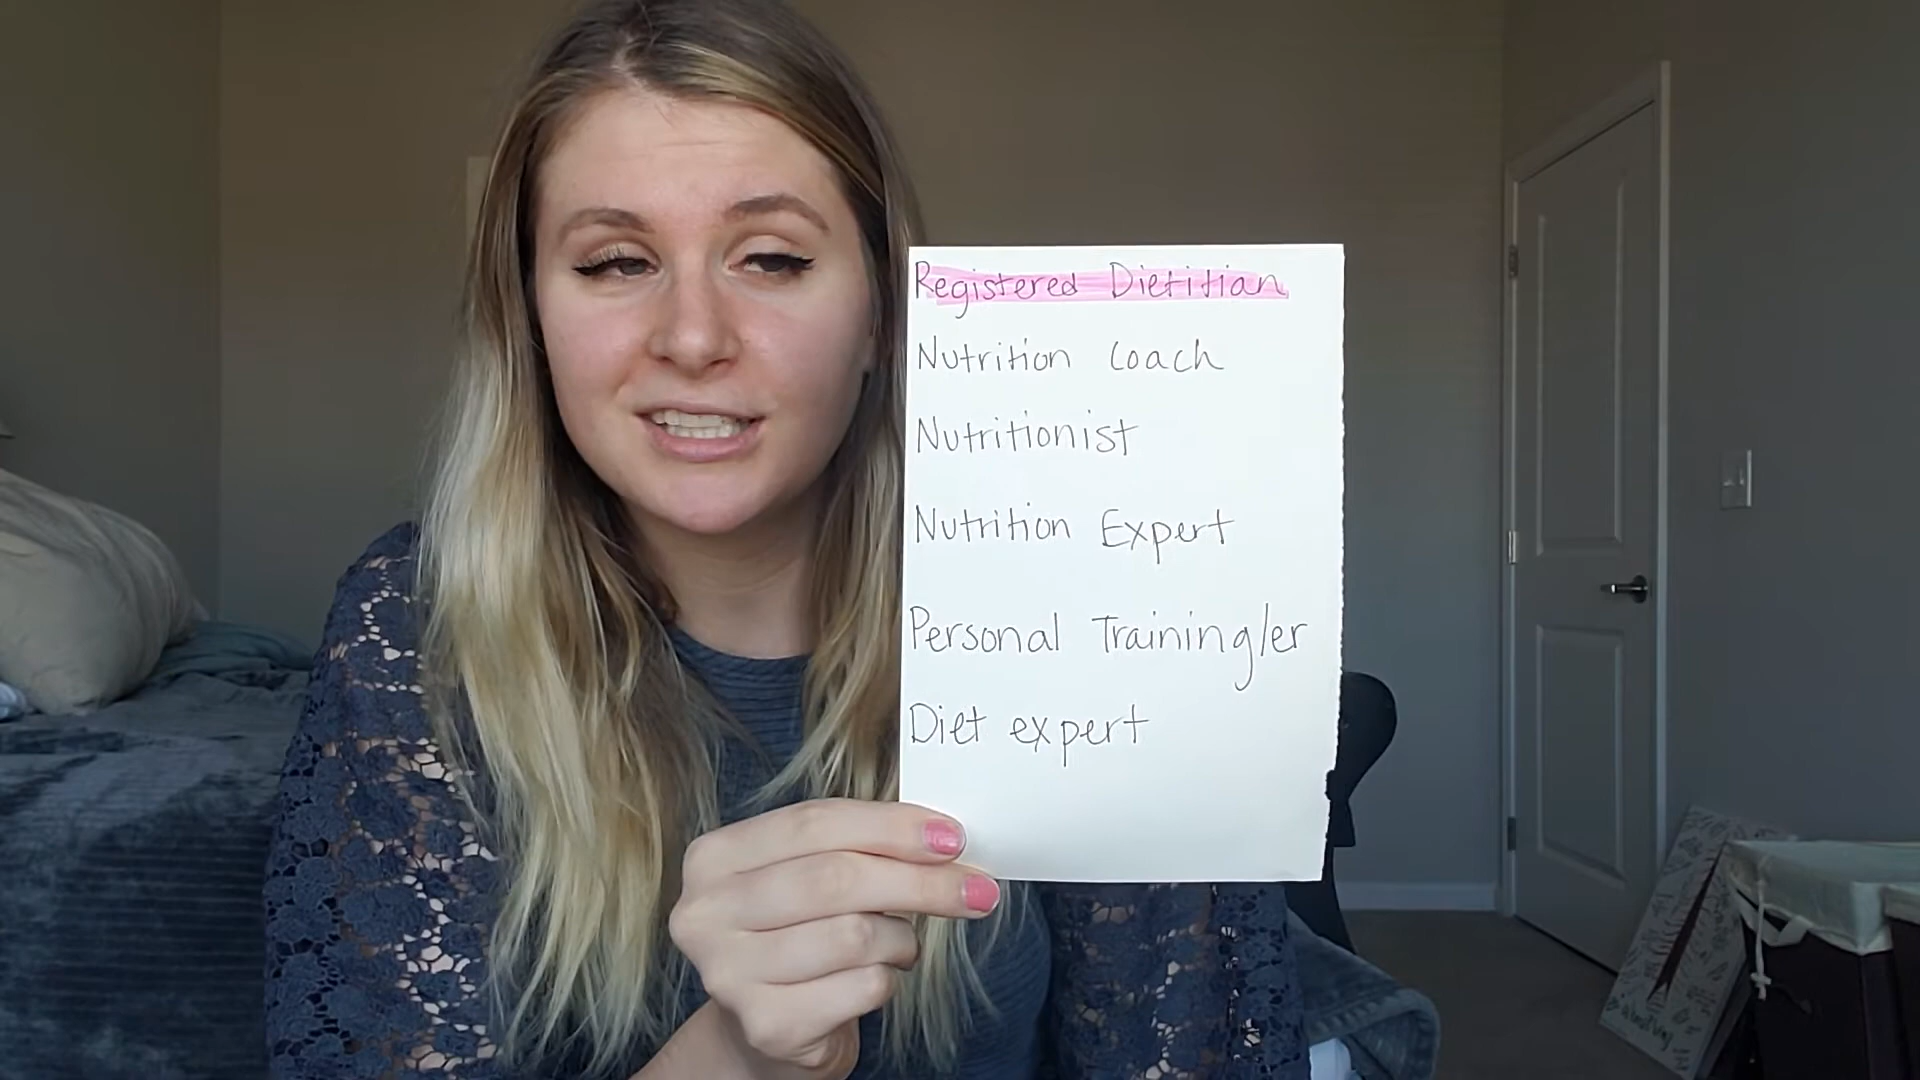 Registered Dietitian
Nutrition Coach
Nutritionist
Nutrition Expert
Personal Training/er
Diet expert